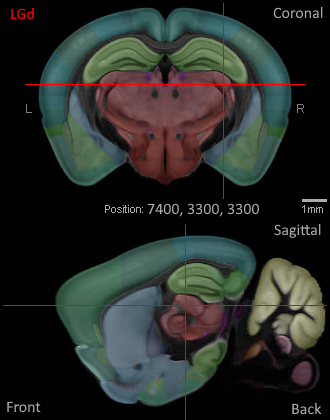 LGd
Coronal
L
R
Position: 7400, 3300, 3300
1mm
Sagittal
Front
Back